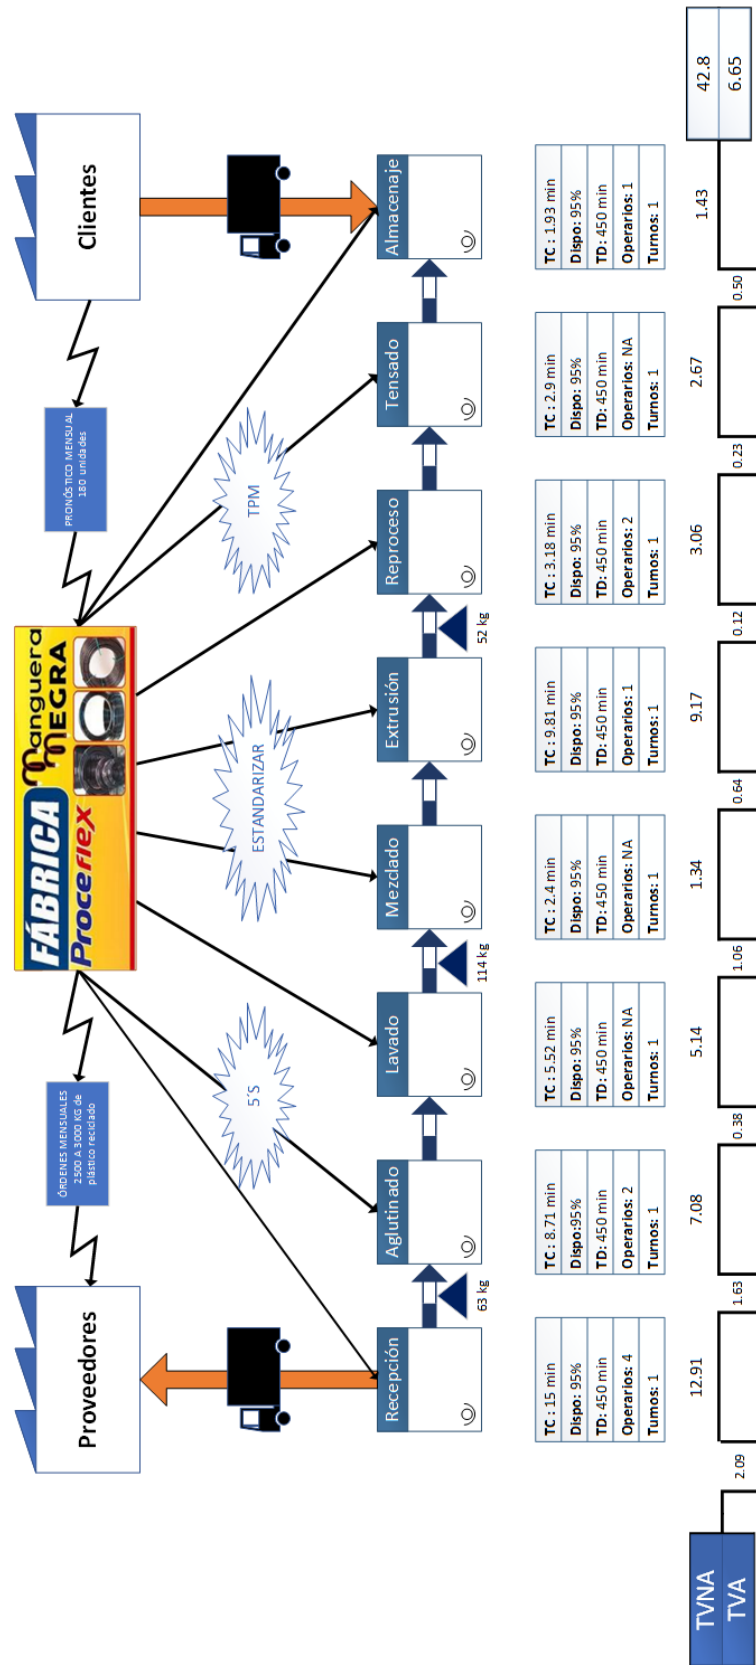 Proveedores
ÓRDENES MENSUALES
2500 A 3000 KG de
plástico reciclado
FÁBRICA
Proceflex
Manguera
NEGRA
PRONÓSTICO MENSUAL
180 unidades
Clientes
5´S
ESTANDARIZAR
TPM
Recepción
63 kg
Aglutinado
Lavado
114 kg
Mezclado
Extrusión
52 kg
Reproceso
Tensado
Almacenaje
TC : 15 min
Dispo: 95%
TD: 450 min
Operarios: 4
Turnos: 1
TC: 8.71 min
Dispo:95%
TD: 450 min
Operarios: 2
Turnos: 1
TC : 5.52 min
Dispo: 95%
TD: 450 min
Operarios: NA
Turnos: 1
TC : 2.4 min
Dispo: 95%
TD: 450 min
Operarios: NA
Turnos: 1
TC : 9.81 min
Dispo: 95%
TD: 450 min
Operarios: 1
Turnos: 1
TC : 3.18 min
Dispo: 95%
TD: 450 min
Operarios: 2
Turnos: 1
TC : 2.9 min
Dispo: 95%
TD: 450 min
Operarios: NA
Turnos: 1
TC : 1.93 min
Dispo: 95%
TD: 450 min
Operarios: 1
Turnos: 1
TVNA
12.91
7.08
5.14
1.34
9.17
3.06
2.67
1.43
42.8
TVA
2.09
1.63
0.38
1.06
0.64
0.12
0.23
0.50
6.65